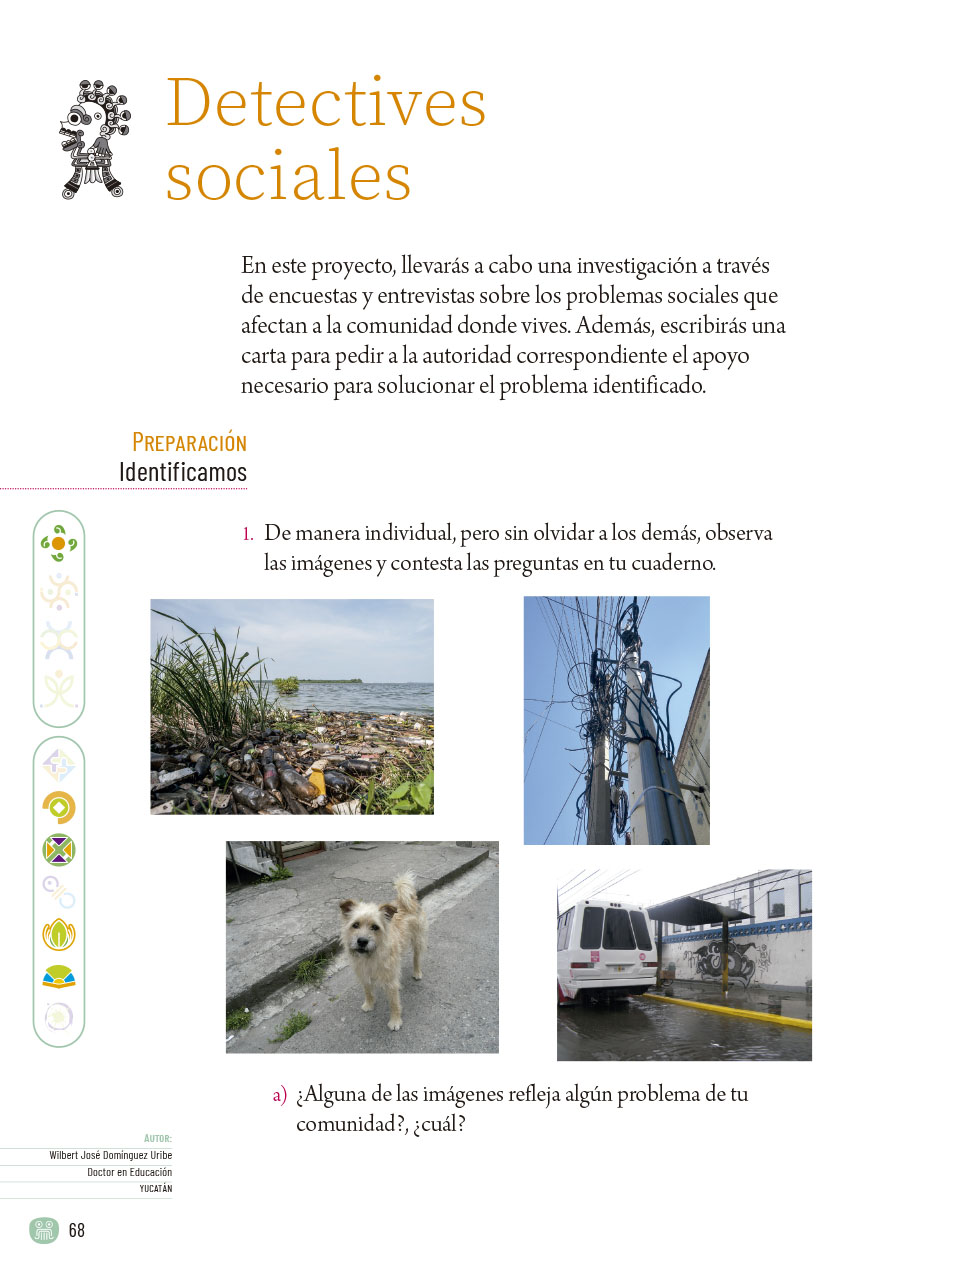 Detectives
sociales
En este proyecto, llevarás a cabo una investigación a través
de encuestas y entrevistas sobre los problemas sociales que
afectan a la comunidad donde vives. Además, escribirás una
carta para pedir a la autoridad correspondiente el apoyo
necesario para solucionar el problema identificado.
PREPARACIÓN
Identificamos
1. De manera individual, pero sin olvidar a los demás, observa
las imágenes y contesta las preguntas en tu cuaderno.
a) ¿Alguna de las imágenes refleja algún problema de tu
comunidad?, ¿cuál?
AUTOR:
Wilbert José Domínguez Uribe
Doctor en Educación
YUCATÁN
68